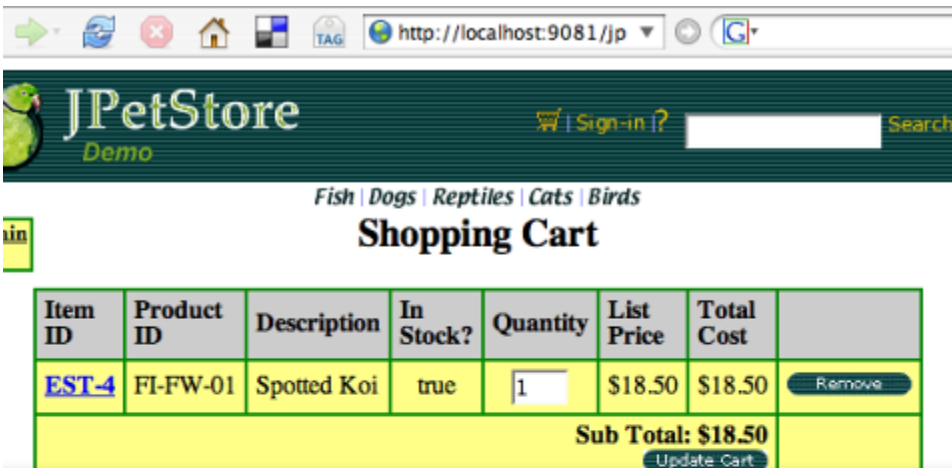 TAG http://localhost:9081/jp G
JPetStore
Demo
| Sign-in | ? Search
Fish | Dogs | Reptiles | Cats | Birds
Shopping Cart
Item ID Product ID Description In Stock? Quantity List Price Total Cost
EST-4 FI-FW-01 Spotted Koi true 1 $18.50 $18.50 Remove
Sub Total: $18.50
Update Cart